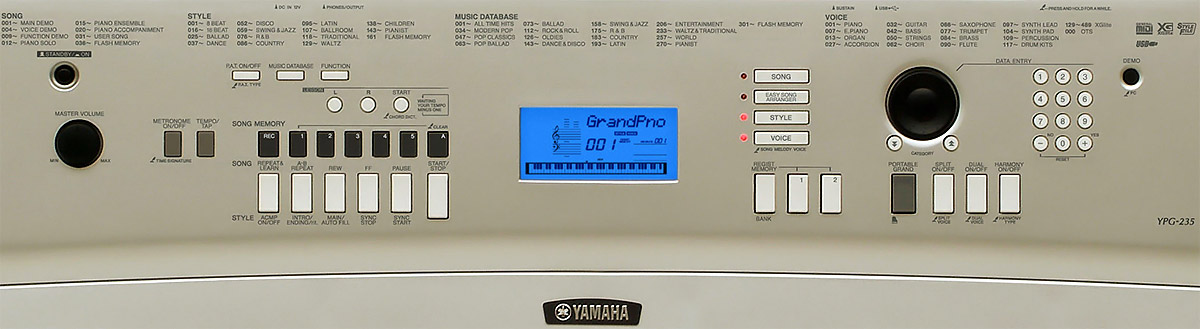 SONG
001~ MAIN DEMO
004~ VOICE DEMO
009~ FUNCTION DEMO
012~ PIANO SOLO
015~ PIANO ENSEMBLE
020~ PIANO ACCOMPANIMENT
031~ USER SONG
036~ FLASH MEMORY
STYLE
001~ 8 BEAT
016~ 16 BEAT
025~ BALLAD
037~ DANCE
052~ DISCO
059~ SWING & JAZZ
076~ R&B
086~ COUNTRY
095~ LATIN
107~ BALLROOM
118~ TRADITIONAL
129~ WALTZ
138~ CHILDREN
143~ PIANIST
161 FLASH MEMORY
DC IN 12V
PHONES/OUTPUT
MUSIC DATABASE
001~ ALL TIME HITS
034~ MODERN POP
047~ POP CLASSICS
063~ POP BALLAD
073~ BALLAD
112~ ROCK & ROLL
126~ OLDIES
143~ DANCE & DISCO
158~ SWING & JAZZ
175~ R & B
183~ COUNTRY
193~ LATIN
206~ ENTERTAINMENT
233~ WALTZ & TRADITIONAL
257~ WORLD
270~ PIANIST
301~ FLASH MEMORY
SUSTAIN
USB
VOICE
001~ PIANO
007~ E.PIANO
013~ ORGAN
027~ ACCORDION
032~ GUITAR
042~ BASS
050~ STRINGS
062~ CHOIR
066~ SAXOPHONE
077~ TRUMPET
084~ BRASS
090~ FLUTE
097~ SYNTH LEAD
104~ SYNTH PAD
109~ PERCUSSION
117~ DRUM KITS
129~489 XGlite
000 OTS
midi
XG
STYLE FILE
USB
: PRESS AND HOLD FOR A WHILE.
STANDBY/ ON
MASTER VOLUME
MIN
MAX
METRONOME ON/OFF
TIME SIGNATURE
TEMPO/ TAP
P.A.T. ON/OFF
P.A.T. TYPE
MUSIC DATABASE
FUNCTION
LESSON
L
R
START
CHORD DICT.
WAITING
YOUR TEMPO
MINUS ONE
SONG MEMORY
CLEAR
REC
1
2
3
4
5
A
SONG
REPEAT& LEARN
A-B REPEAT
REW
FF
PAUSE
START/ STOP
STYLE
ACMP ON/OFF
INTRO/ ENDING/rit.
MAIN/ AUTO FILL
SYNC STOP
SYNC START
GrandPno
001
001
SONG
EASY SONG ARRANGER
STYLE
VOICE
SONG MELODY VOICE
REGIST MEMORY
1
2
BANK
DATA ENTRY
CATEGORY
PORTABLE GRAND
SPLIT ON/OFF
DUAL ON/OFF
HARMONY ON/OFF
SPLIT VOICE
DUAL VOICE
HARMONY TYPE
1
2
3
4
5
6
7
8
9
NO
YES
-
0
+
RESET
DEMO
PC
YPG-235
YAMAHA